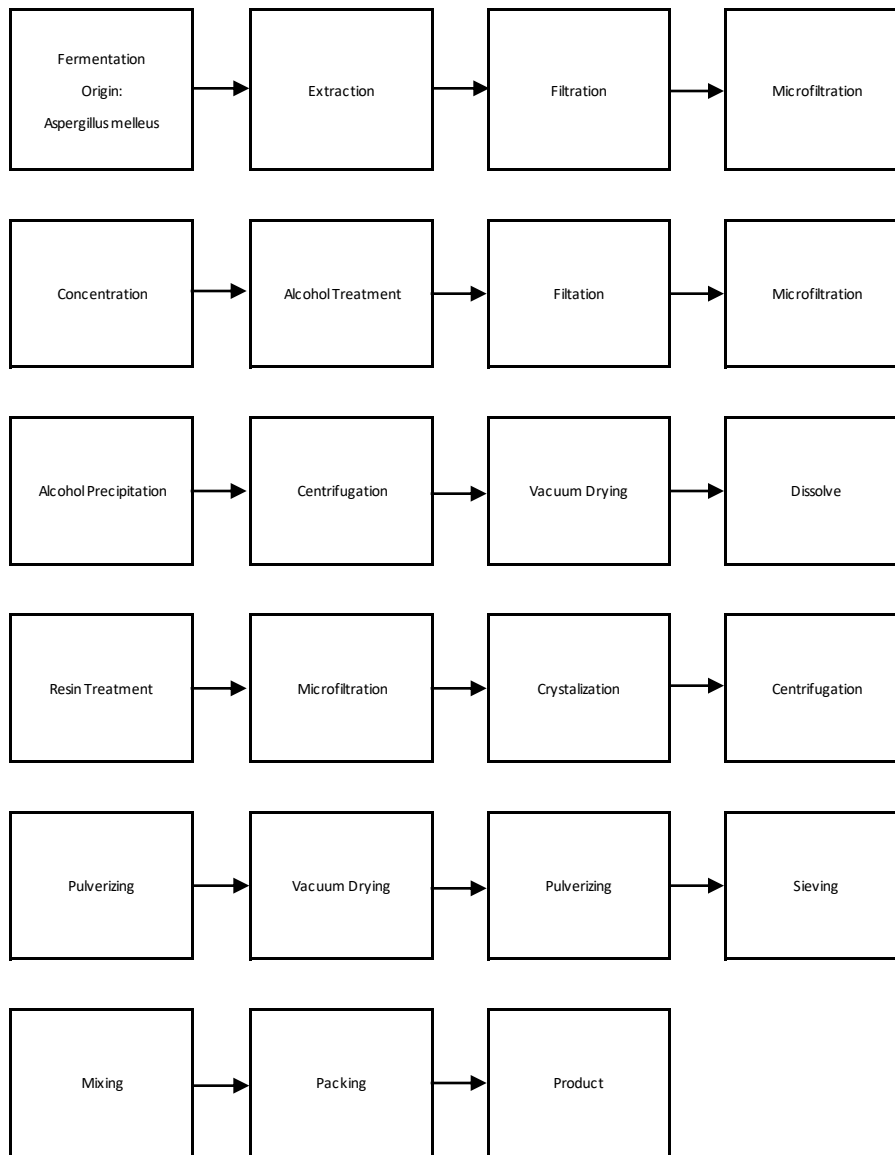 Fermentation
Origin:
Aspergillus melleus
Extraction
Filtration
Microfiltration
Concentration
Alcohol Treatment
Filtation
Microfiltration
Alcohol Precipitation
Centrifugation
Vacuum Drying
Dissolve
Resin Treatment
Microfiltration
Crystalization
Centrifugation
Pulverizing
Vacuum Drying
Pulverizing
Sieving
Mixing
Packing
Product